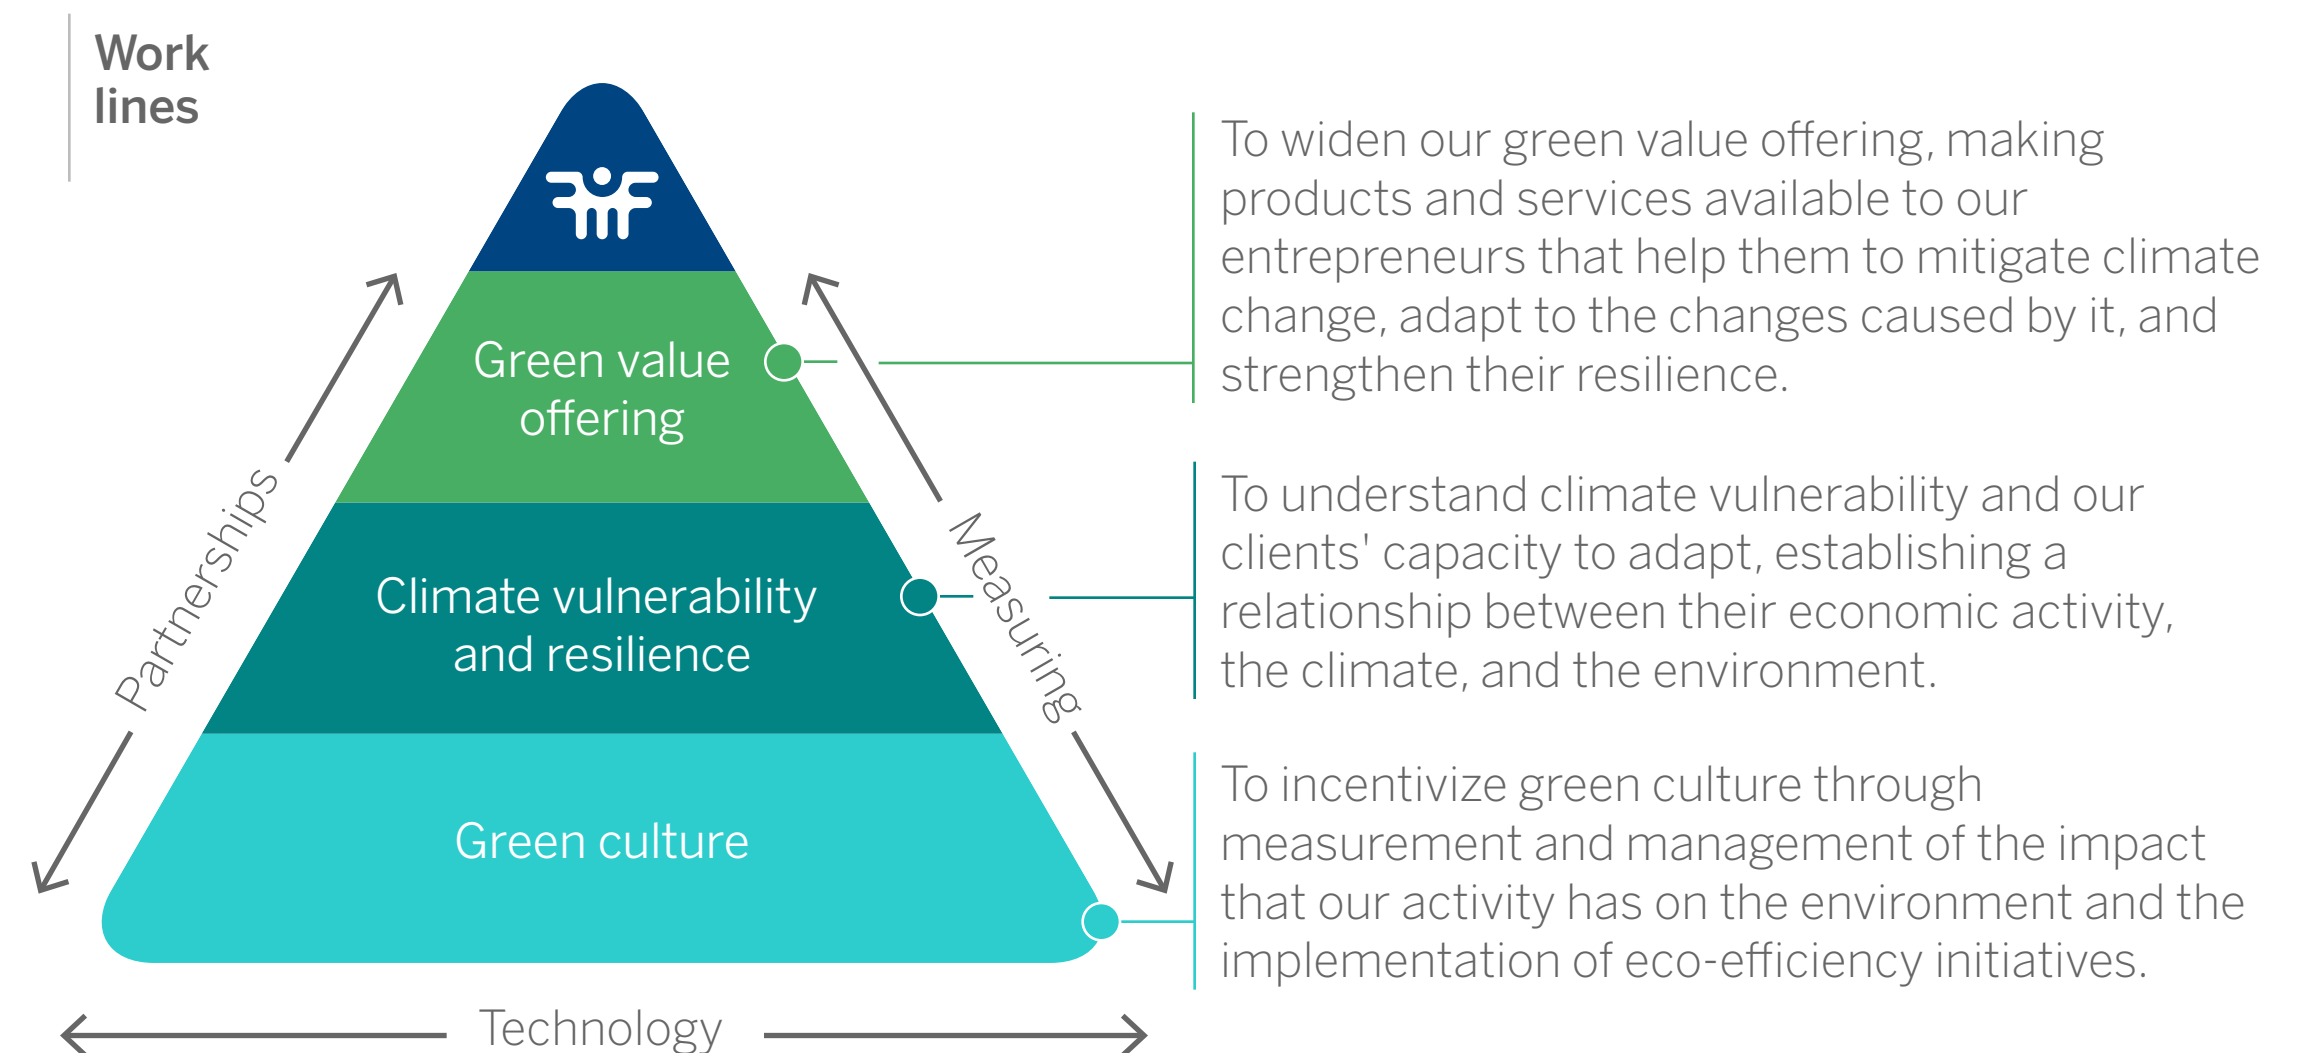 Work
lines
To widen our green value offering, making
products and services available to our
entrepreneurs that help them to mitigate climate
change, adapt to the changes caused by it, and
strengthen their resilience.
Green value
offering
Partnerships
Measuring
To understand climate vulnerability and our
clients' capacity to adapt, establishing a
relationship between their economic activity,
the climate, and the environment.
Climate vulnerability
and resilience
To incentivize green culture through
measurement and management of the impact
that our activity has on the environment and the
implementation of eco-efficiency initiatives.
Green culture
Technology